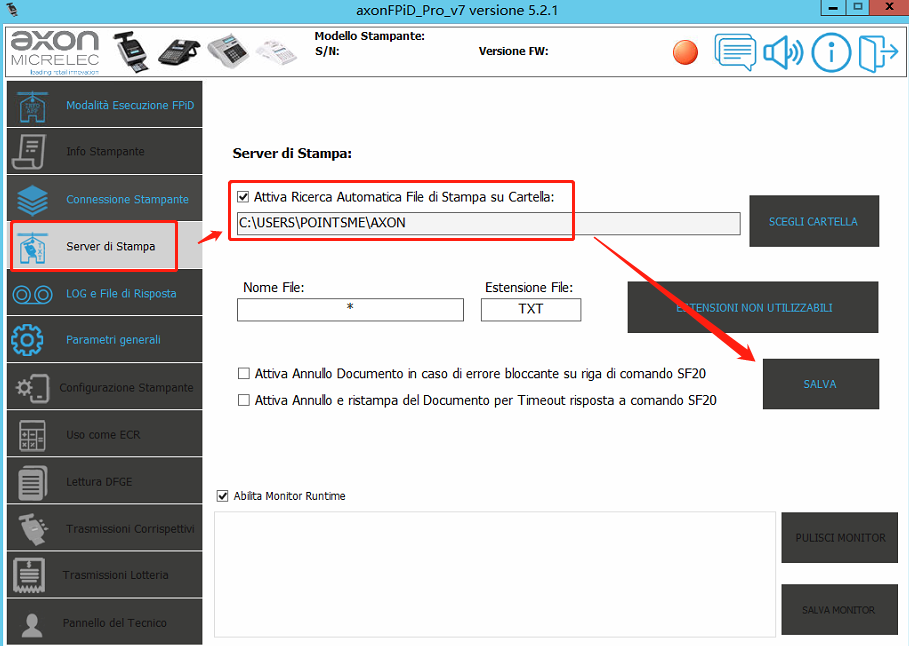 axonFPiD_Pro_v7 versione 5.2.1
axon
MICRELEC
leading retail innovation
Modello Stampante:
S/N:
Versione FW:
Modalità Esecuzione FPiD
Info Stampante
Connessione Stampante
Server di Stampa
LOG e File di Risposta
Parametri generali
Configurazione Stampante
Uso come ECR
Lettura DFGE
Trasmissioni Corrispettivi
Trasmissioni Lotteria
Pannello del Tecnico
Server di Stampa:
Attiva Ricerca Automatica File di Stampa su Cartella:
C:\USERS\POINTSME\AXON
SCEGLI CARTELLA
Nome File:
Estensione File:
*
TXT
ESTENSIONI NON UTILIZZABILI
Attiva Annullo Documento in caso di errore bloccante su riga di comando SF20
Attiva Annullo e ristampa del Documento per Timeout risposta a comando SF20
SALVA
Abilita Monitor Runtime
PULISCI MONITOR
SALVA MONITOR